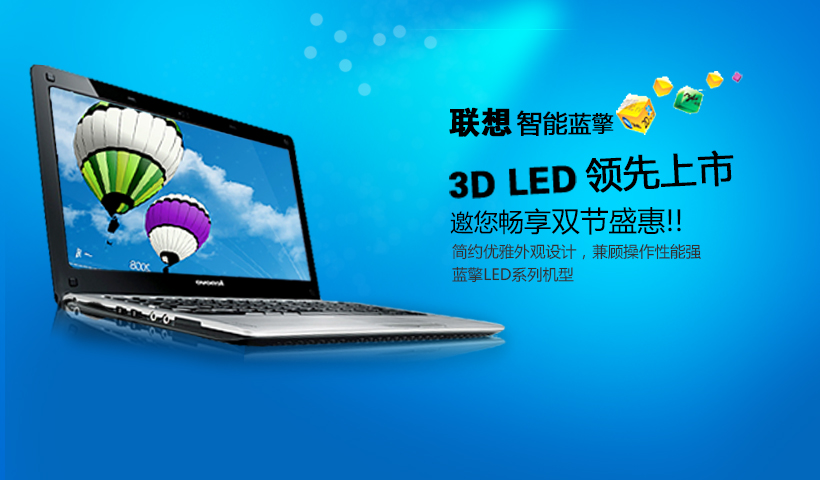 联想 智能蓝擎
3D LED 领先上市
邀您畅享双节盛惠!!
简约优雅外观设计，兼顾操作性能强
蓝擎LED系列机型
lenovo